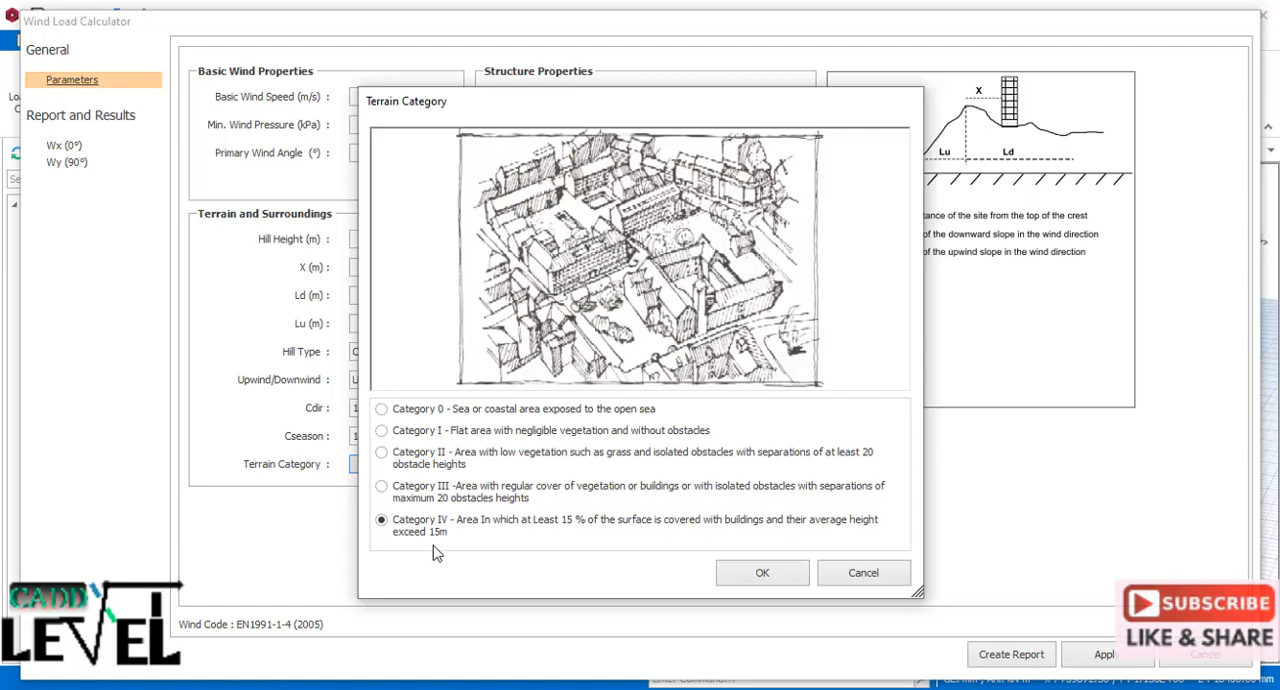 Wind Load Calculator
General
Parameters
Report and Results
Wx (0°)
Wy (90°)
Basic Wind Properties
Basic Wind Speed (m/s) :
Min. Wind Pressure (kPa) :
Primary Wind Angle (°) :
Terrain and Surroundings
Hill Height (m) :
X (m) :
Ld (m) :
Lu (m) :
Hill Type :
Upwind/Downwind :
Cdir :
Cseason :
Terrain Category :
Structure Properties
Terrain Category
Category 0 - Sea or coastal area exposed to the open sea
Category I - Flat area with negligible vegetation and without obstacles
Category II - Area with low vegetation such as grass and isolated obstacles with separations of at least 20
obstacle heights
Category III -Area with regular cover of vegetation or buildings or with isolated obstacles with separations of
maximum 20 obstacles heights
Category IV - Area In which at Least 15 % of the surface is covered with buildings and their average height
exceed 15m
OK
Cancel
X
Lu
Ld
tance of the site from the top of the crest
of the downward slope in the wind direction
of the upwind slope in the wind direction
Wind Code : EN1991-1-4 (2005)
Create Report
Apply
Cancel
CADD
LEVEL
SUBSCRIBE
LIKE & SHARE